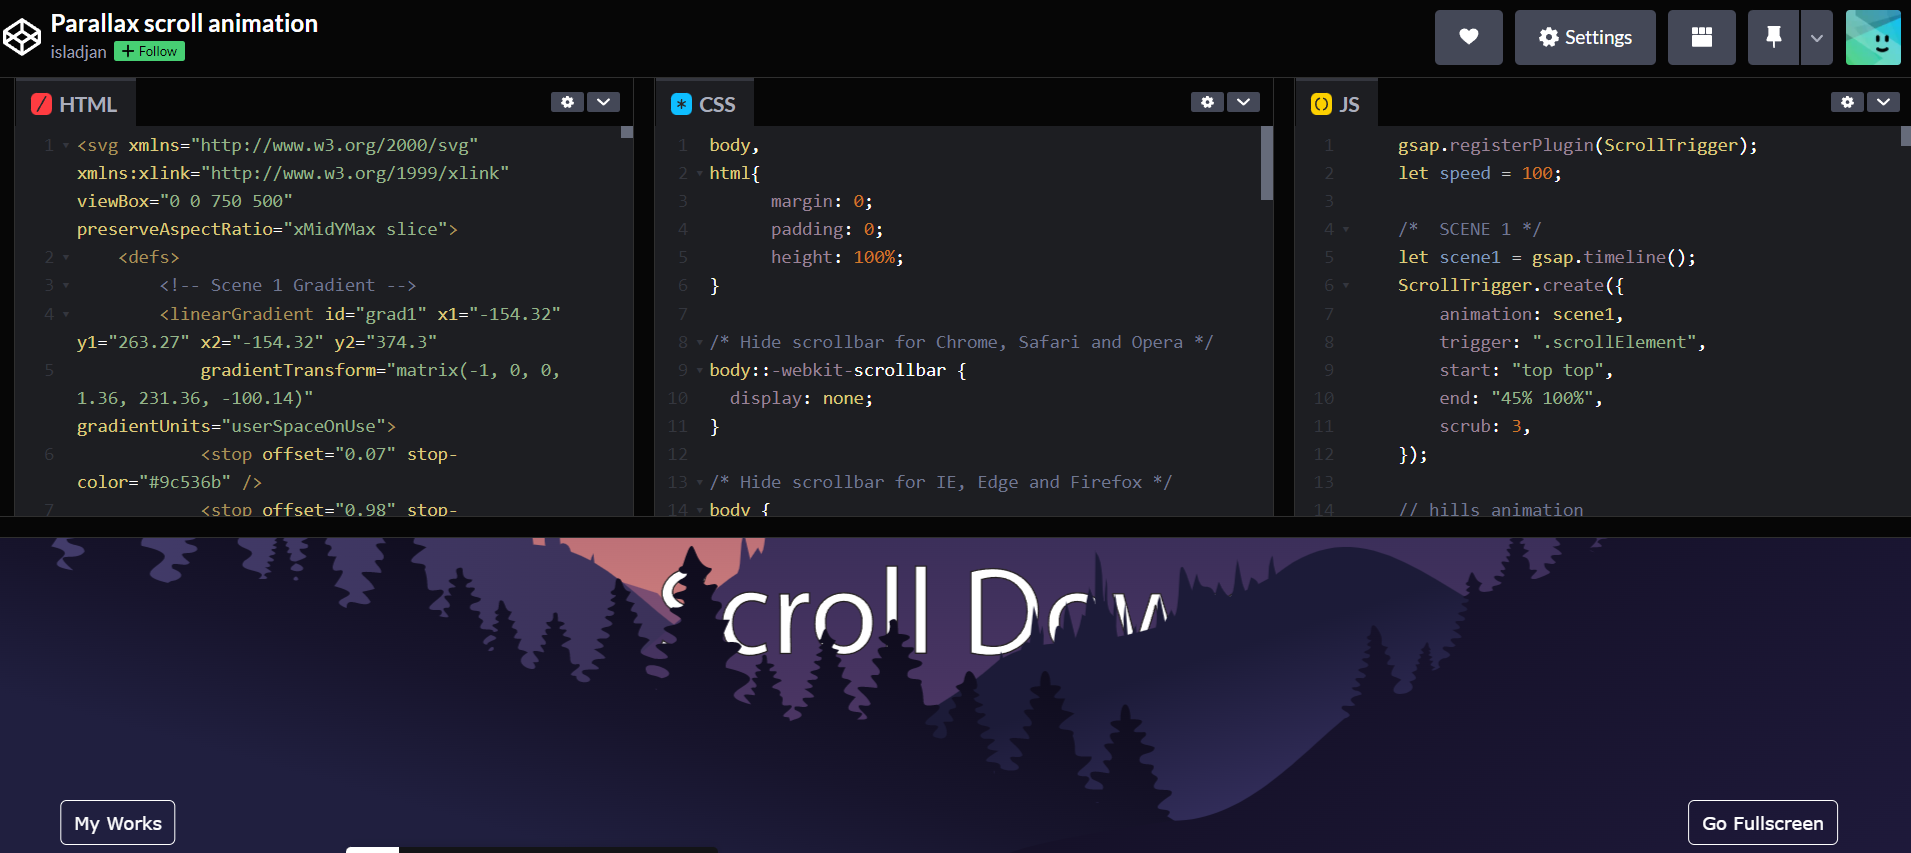 Parallax scroll animation
isladjan + Follow
Settings
HTML
1 <svg xmlns="http://www.w3.org/2000/svg"
xmlns:xlink="http://www.w3.org/1999/xlink"
viewBox="0 0 750 500"
preserveAspectRatio="xMidYMax slice">
2 <defs>
3 <!-- Scene 1 Gradient -->
4 <linearGradient id="grad1" x1="-154.32"
y1="263.27" x2="-154.32" y2="374.3"
5 gradientTransform="matrix(-1, 0, 0,
1.36, 231.36, -100.14)"
gradientUnits="userSpaceOnUse">
6 <stop offset="0.07" stop-
color="#9c536b" />
7 <stop offset="0.98" stop-
CSS
1 body,
2 html{
3 margin: 0;
4 padding: 0;
5 height: 100%;
6 }
7
8 /* Hide scrollbar for Chrome, Safari and Opera */
9 body::-webkit-scrollbar {
10 display: none;
11 }
12
13 /* Hide scrollbar for IE, Edge and Firefox */
14 body {
JS
1 gsap.registerPlugin(ScrollTrigger);
2 let speed = 100;
3
4 /*  SCENE 1 */
5 let scene1 = gsap.timeline();
6 ScrollTrigger.create({
7 animation: scene1,
8 trigger: ".scrollElement",
9 start: "top top",
10 end: "45% 100%",
11 scrub: 3,
12 });
13
14 // hills animation
Scroll Dow
My Works
Go Fullscreen